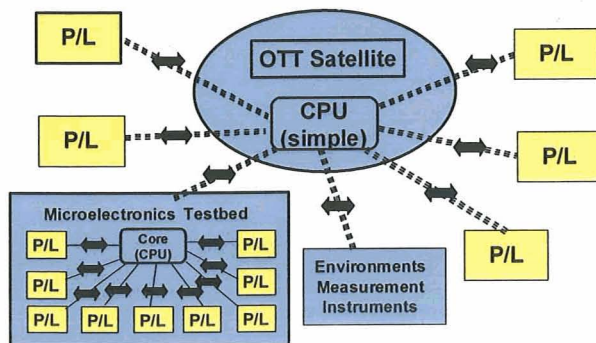 P/L
OTT Satellite
P/L
CPU
(simple)
P/L
P/L
Microelectronics Testbed
P/L
Core
(CPU)
P/L
P/L
P/L
P/L
P/L
P/L
P/L
P/L
Environments
Measurement
Instruments
P/L
P/L